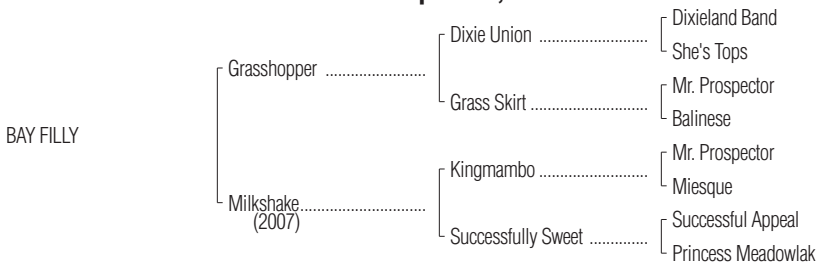 Dixieland Band
Dixie Union ..........................
She's Tops
Grasshopper ........................
Mr. Prospector
Grass Skirt ............................
Balinese
BAY FILLY
Mr. Prospector
Kingmambo ..........................
Miesque
Milkshake..............................
(2007)
Successful Appeal
Successfully Sweet ..............
Princess Meadowlak